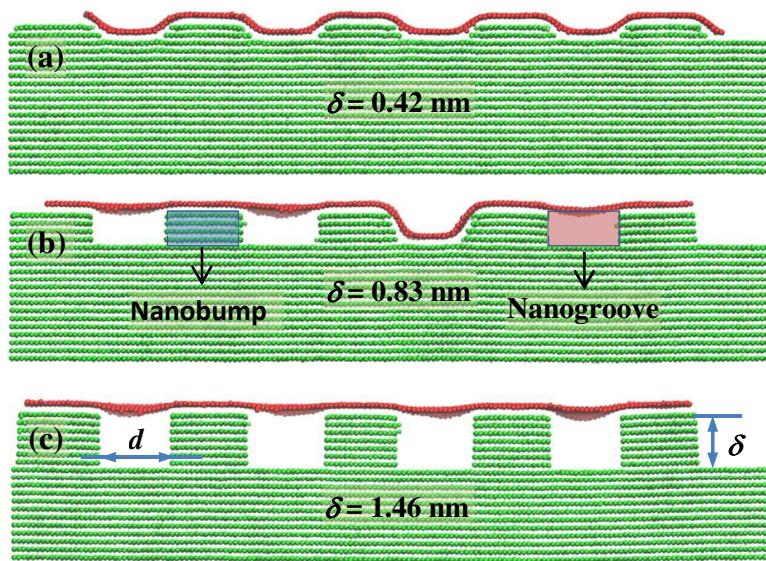 (a)
δ = 0.42 nm
(b)
Nanobump
δ = 0.83 nm
Nanogroove
(c)
d
δ
δ = 1.46 nm